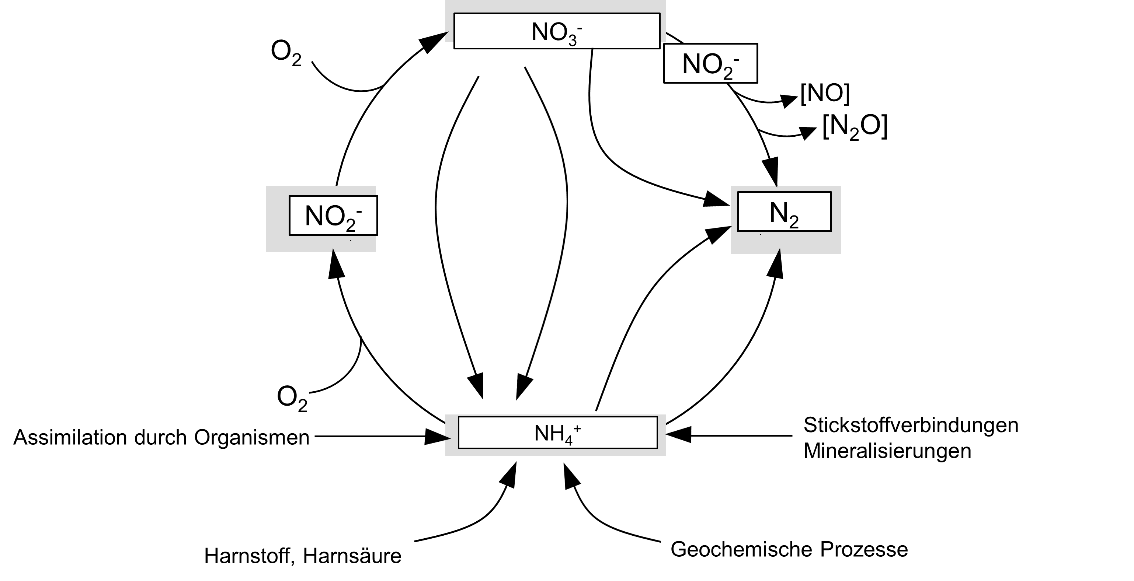 NO₃⁻
O₂
NO₂⁻
[NO]
[N₂O]
NO₂⁻
N₂
O₂
NH₄⁺
Assimilation durch Organismen
Stickstoffverbindungen
Mineralisierungen
Harnstoff, Harnsäure
Geochemische Prozesse